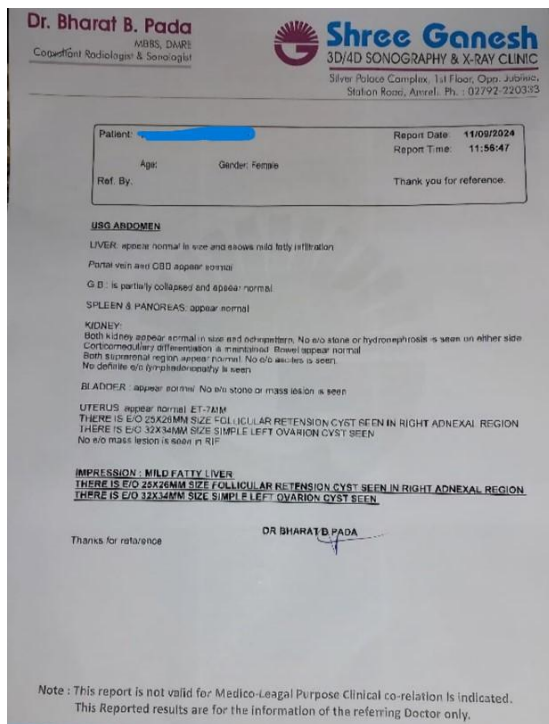 Dr. Bharat B. Pada
MBBS, DMRE
Consultant Radiologist & Sonologist
Shree Ganesh
3D/4D SONOGRAPHY & X-RAY CLINIC
Silver Palace Complex, 1st Floor, Opp. Jubilee,
Station Road, Amreli. Ph. : 02792-220333
Patient:
Report Date: 11/09/2024
Report Time: 11:56:47
Age: Gender: Female
Ref. By. Thank you for reference.
USG ABDOMEN
LIVER: appear normal in size and shows mild fatty infiltration
Portal vein and CBD appear normal
G.B.: is partially collapsed and appear normal
SPLEEN & PANCREAS: appear normal
KIDNEY:
Both kidney appear normal in size and echopattern. No e/o stone or hydronephrosis is seen on either side
Corticomedullary differentiation is maintained. Bowel appear normal
Both suprarenal region appear normal. No e/o ascites is seen.
No definite e/o lymphadenopathy is seen
BLADDER : appear normal No e/o stone or mass lesion is seen
UTERUS appear normal ET-7MM
THERE IS E/O 25X26MM SIZE FOLLICULAR RETENSION CYST SEEN IN RIGHT ADNEXAL REGION
THERE IS E/O 32X34MM SIZE SIMPLE LEFT OVARION CYST SEEN
No e/o mass lesion is seen in RIF
IMPRESSION : MILD FATTY LIVER
THERE IS E/O 25X26MM SIZE FOLLICULAR RETENSION CYST SEEN IN RIGHT ADNEXAL REGION
THERE IS E/O 32X34MM SIZE SIMPLE LEFT OVARION CYST SEEN
DR BHARAT B PADA
Thanks for reference
Note : This report is not valid for Medico-Leagal Purpose Clinical co-relation Is Indicated.
This Reported results are for the information of the referring Doctor only.